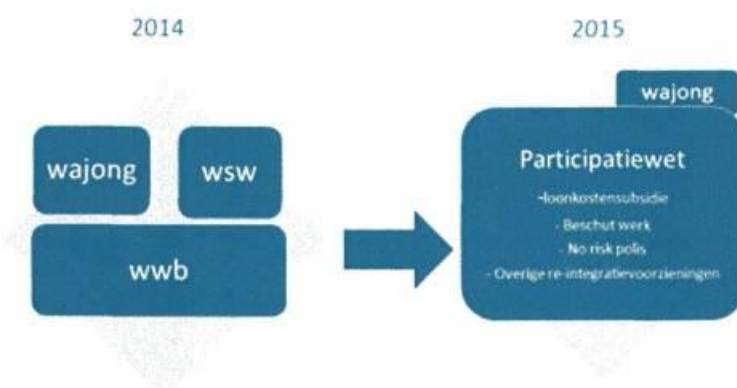 2014
2015
wajong
wsw
wwb
wajong
Participatiewet
-loonkostensubsidie
- Beschut werk
- No risk polis
- Overige re-integratievoorzieningen